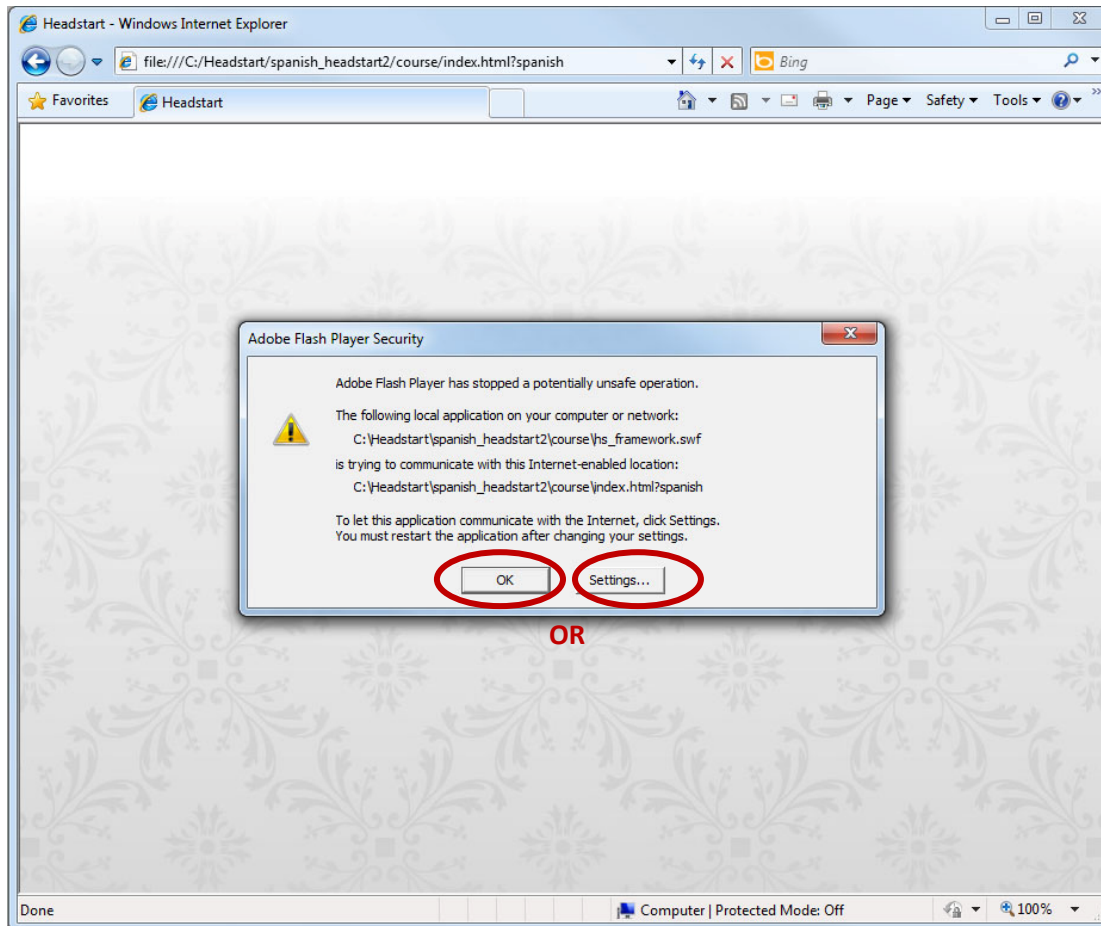 Headstart - Windows Internet Explorer
file:///C:/Headstart/spanish_headstart2/course/index.html?spanish
Bing
Favorites
Headstart
Page
Safety
Tools
Adobe Flash Player Security
Adobe Flash Player has stopped a potentially unsafe operation.
The following local application on your computer or network:
C:\Headstart\spanish_headstart2\course\hs_framework.swf
is trying to communicate with this Internet-enabled location:
C:\Headstart\spanish_headstart2\course\index.html?spanish
To let this application communicate with the Internet, click Settings.
You must restart the application after changing your settings.
OK
Settings...
OR
Done
Computer | Protected Mode: Off
100%